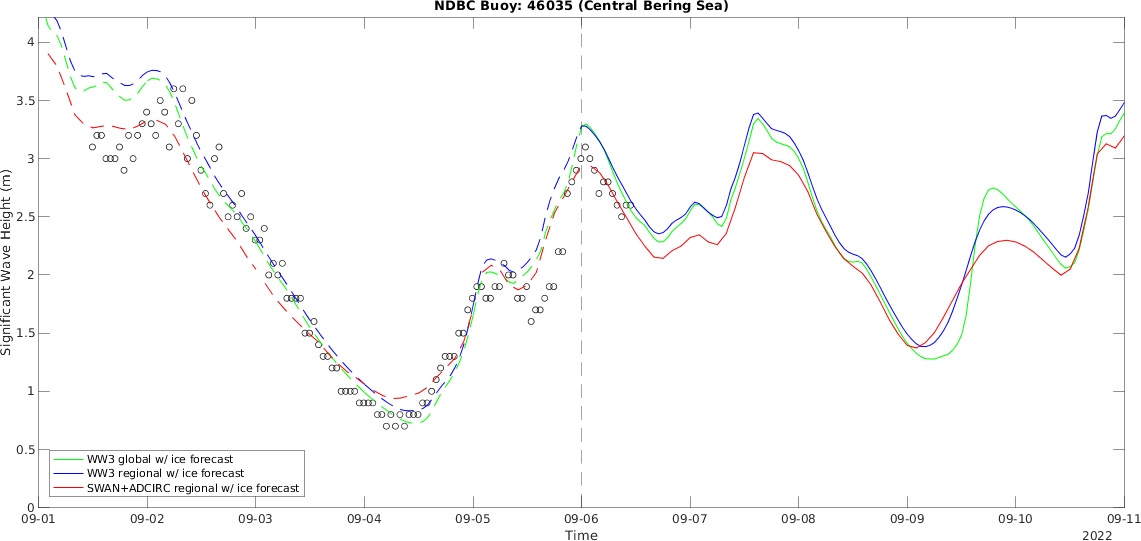 NDBC Buoy: 46035 (Central Bering Sea)
Significant Wave Height (m)
4
3.5
3
2.5
2
1.5
1
0.5
0
WW3 global w/ ice forecast
WW3 regional w/ ice forecast
SWAN+ADCIRC regional w/ ice forecast
09-01 09-02 09-03 09-04 09-05 09-06 09-07 09-08 09-09 09-10 09-11
Time
2022